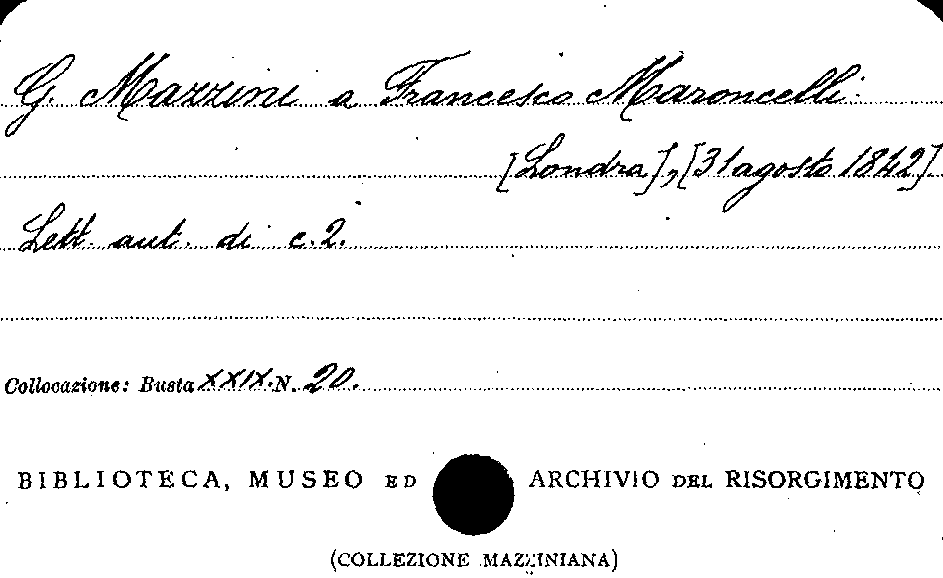 G. Mazzini a Francesco Maroncelli.
[Londra], [31 agosto 1842]
Lett. aut. di c. 2.
Collocazione: Busta XXIX. N. 20.
BIBLIOTECA, MUSEO ED ARCHIVIO DEL RISORGIMENTO
(COLLEZIONE MAZZINIANA)